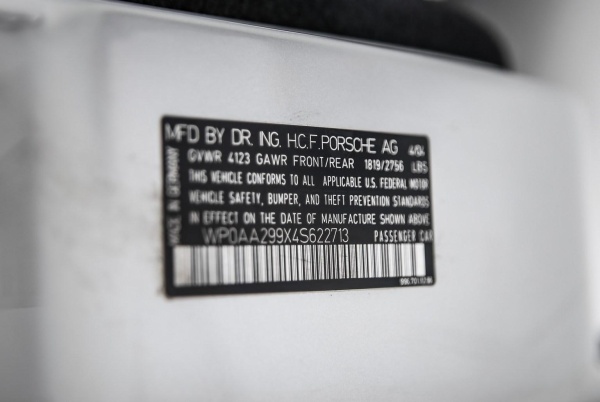 MFD BY DR. ING. H.C.F. PORSCHE AG 4/04
GVWR 4123 GAWR FRONT/REAR 1819/2756 LBS
THIS VEHICLE CONFORMS TO ALL APPLICABLE U.S. FEDERAL MOTOR
VEHICLE SAFETY, BUMPER, AND THEFT PREVENTION STANDARDS
IN EFFECT ON THE DATE OF MANUFACTURE SHOWN ABOVE
WP0AA299X4S622713 PASSENGER CAR
MADE IN GERMANY